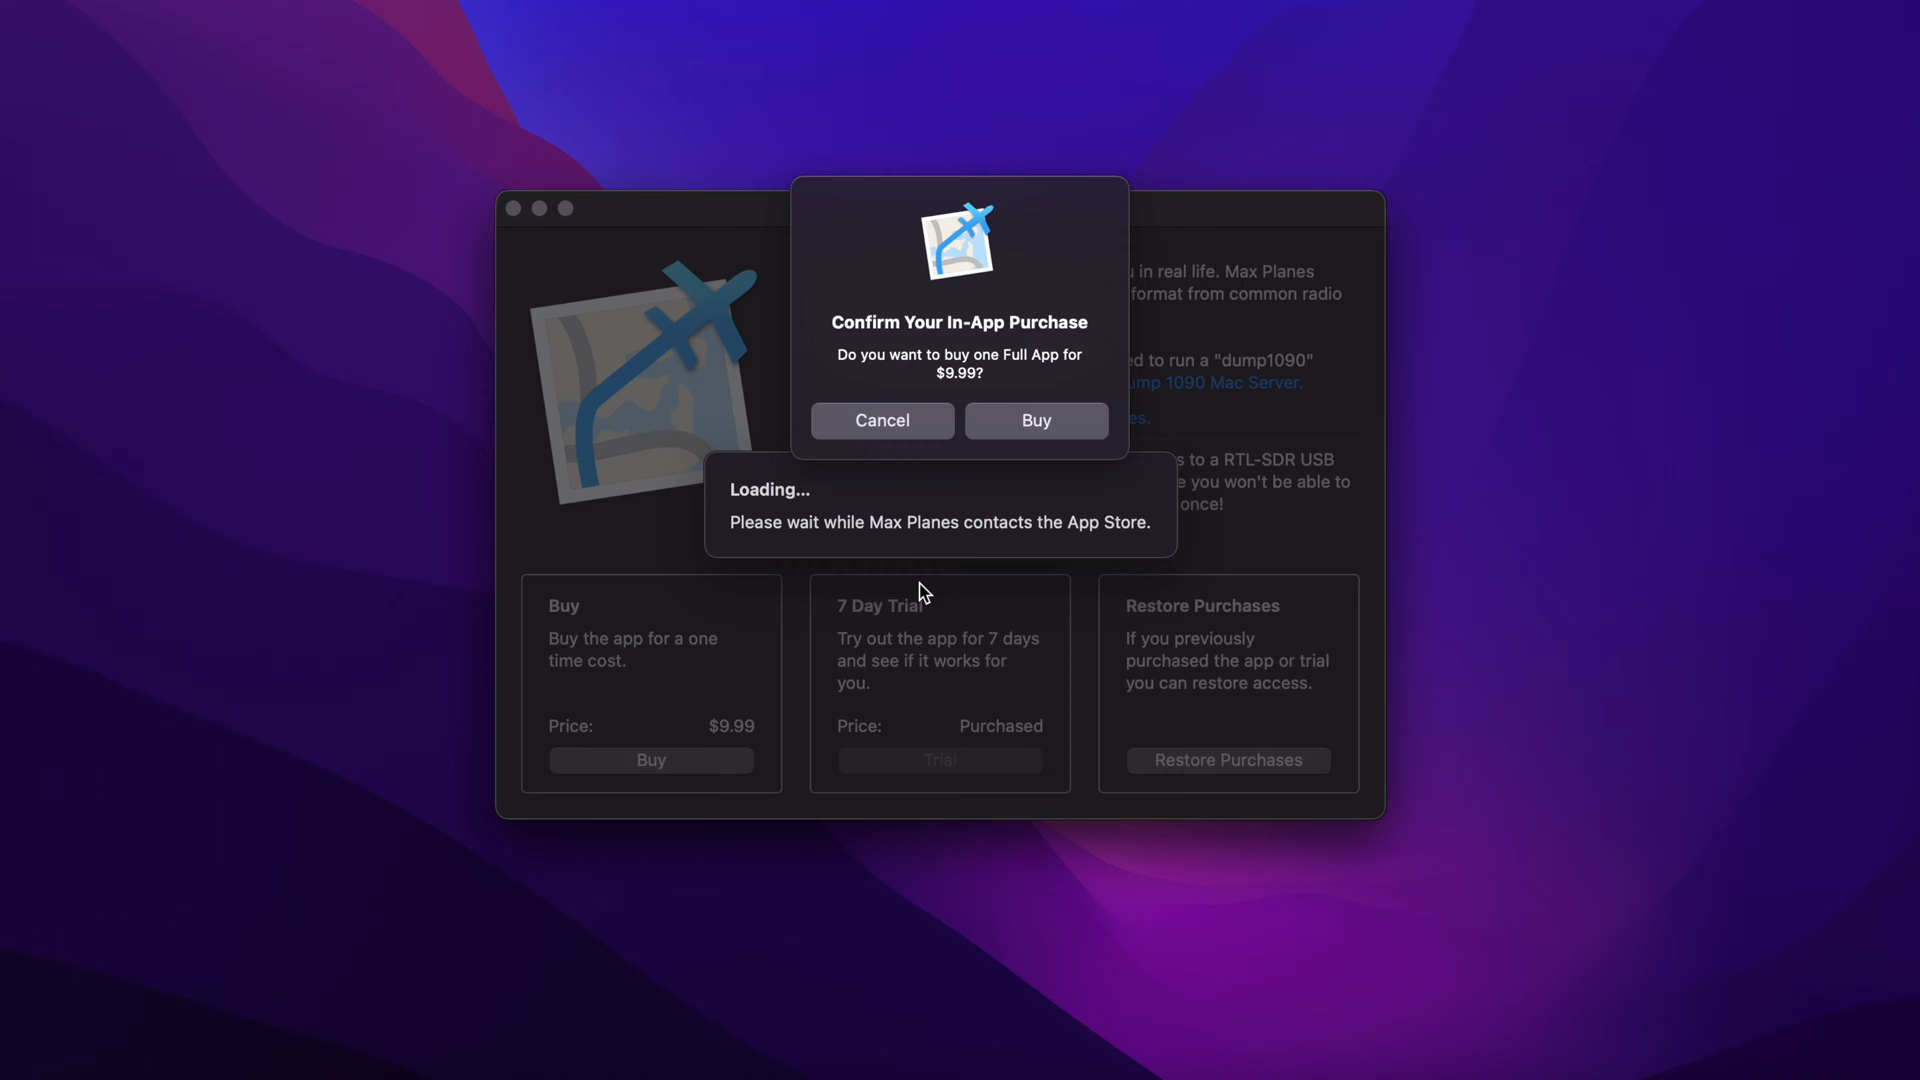 Confirm Your In-App Purchase
Do you want to buy one Full App for
$9.99?
Cancel
Buy
in real life. Max Planes
format from common radio
to run a "dump1090"
1090 Mac Server.
Loading...
Please wait while Max Planes contacts the App Store.
s to a RTL-SDR USB
e you won't be able to
once!
Buy
Buy the app for a one
time cost.
Price:
$9.99
Buy
7 Day Trial
Try out the app for 7 days
and see if it works for
you.
Price:
Purchased
Trial
Restore Purchases
If you previously
purchased the app or trial
you can restore access.
Restore Purchases